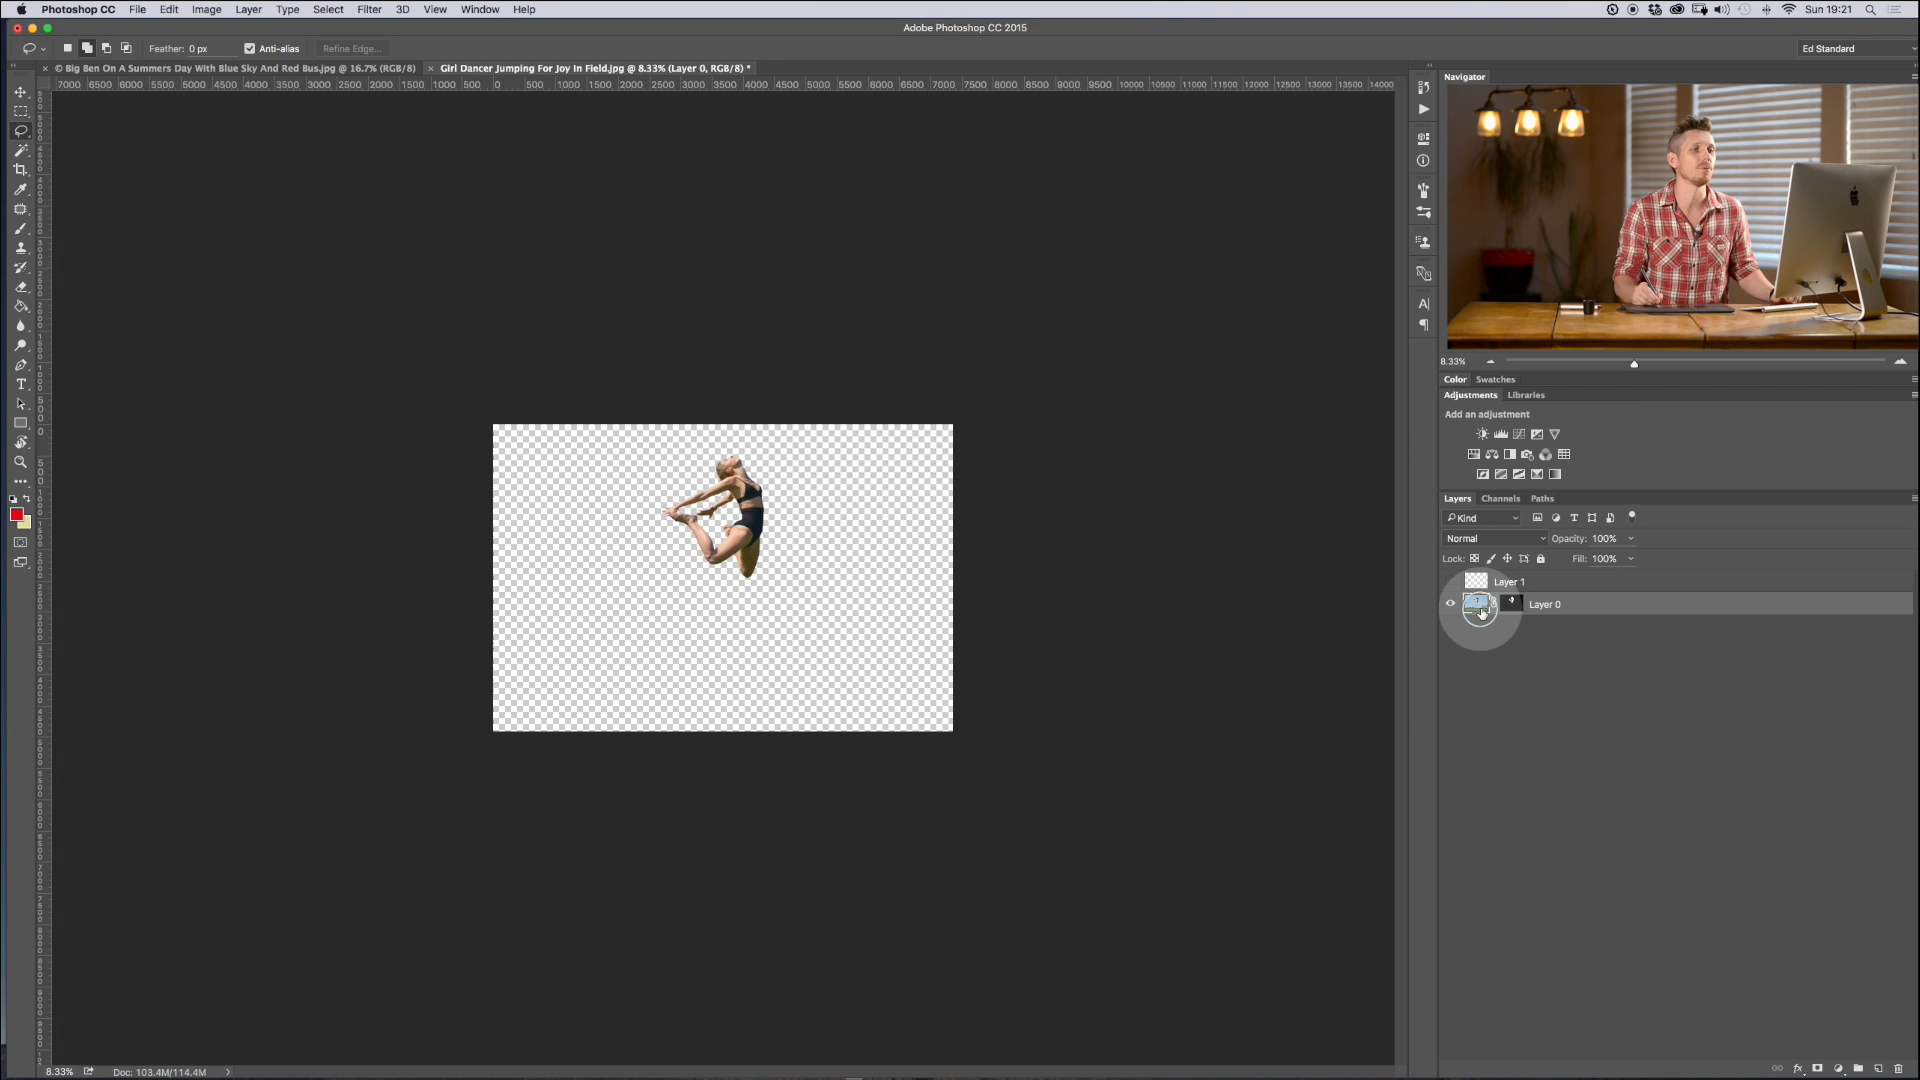 Photoshop CC File Edit Image Layer Type Select Filter 3D View Window Help Sun 19:21
Adobe Photoshop CC 2015
Feather: 0 px Anti-alias Refine Edge... Ed Standard
© Big Ben On A Summers Day With Blue Sky And Red Bus.jpg @ 16.7% (RGB/8) Girl Dancer Jumping For Joy In Field.jpg @ 8.33% (Layer 0, RGB/8) *
Navigator
7000 6500 6000 5500 5000 4500 4000 3500 3000 2500 2000 1500 1000 500 0 500 1000 1500 2000 2500 3000 3500 4000 4500 5000 5500 6000 6500 7000 7500 8000 8500 9000 9500 10000 10500 11000 11500 12000 12500 13000 13500 14000
8.33%
Color Swatches
Adjustments Libraries
Add an adjustment
Layers Channels Paths
Kind
Normal Opacity: 100%
Lock: Fill: 100%
Layer 1
Layer 0
8.33% Doc: 103.4M/114.4M